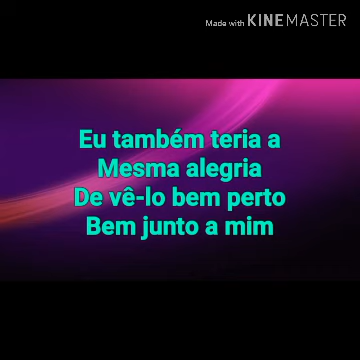 Made with KINEMASTER
Eu também teria a
Mesma alegria
De vê-lo bem perto
Bem junto a mim